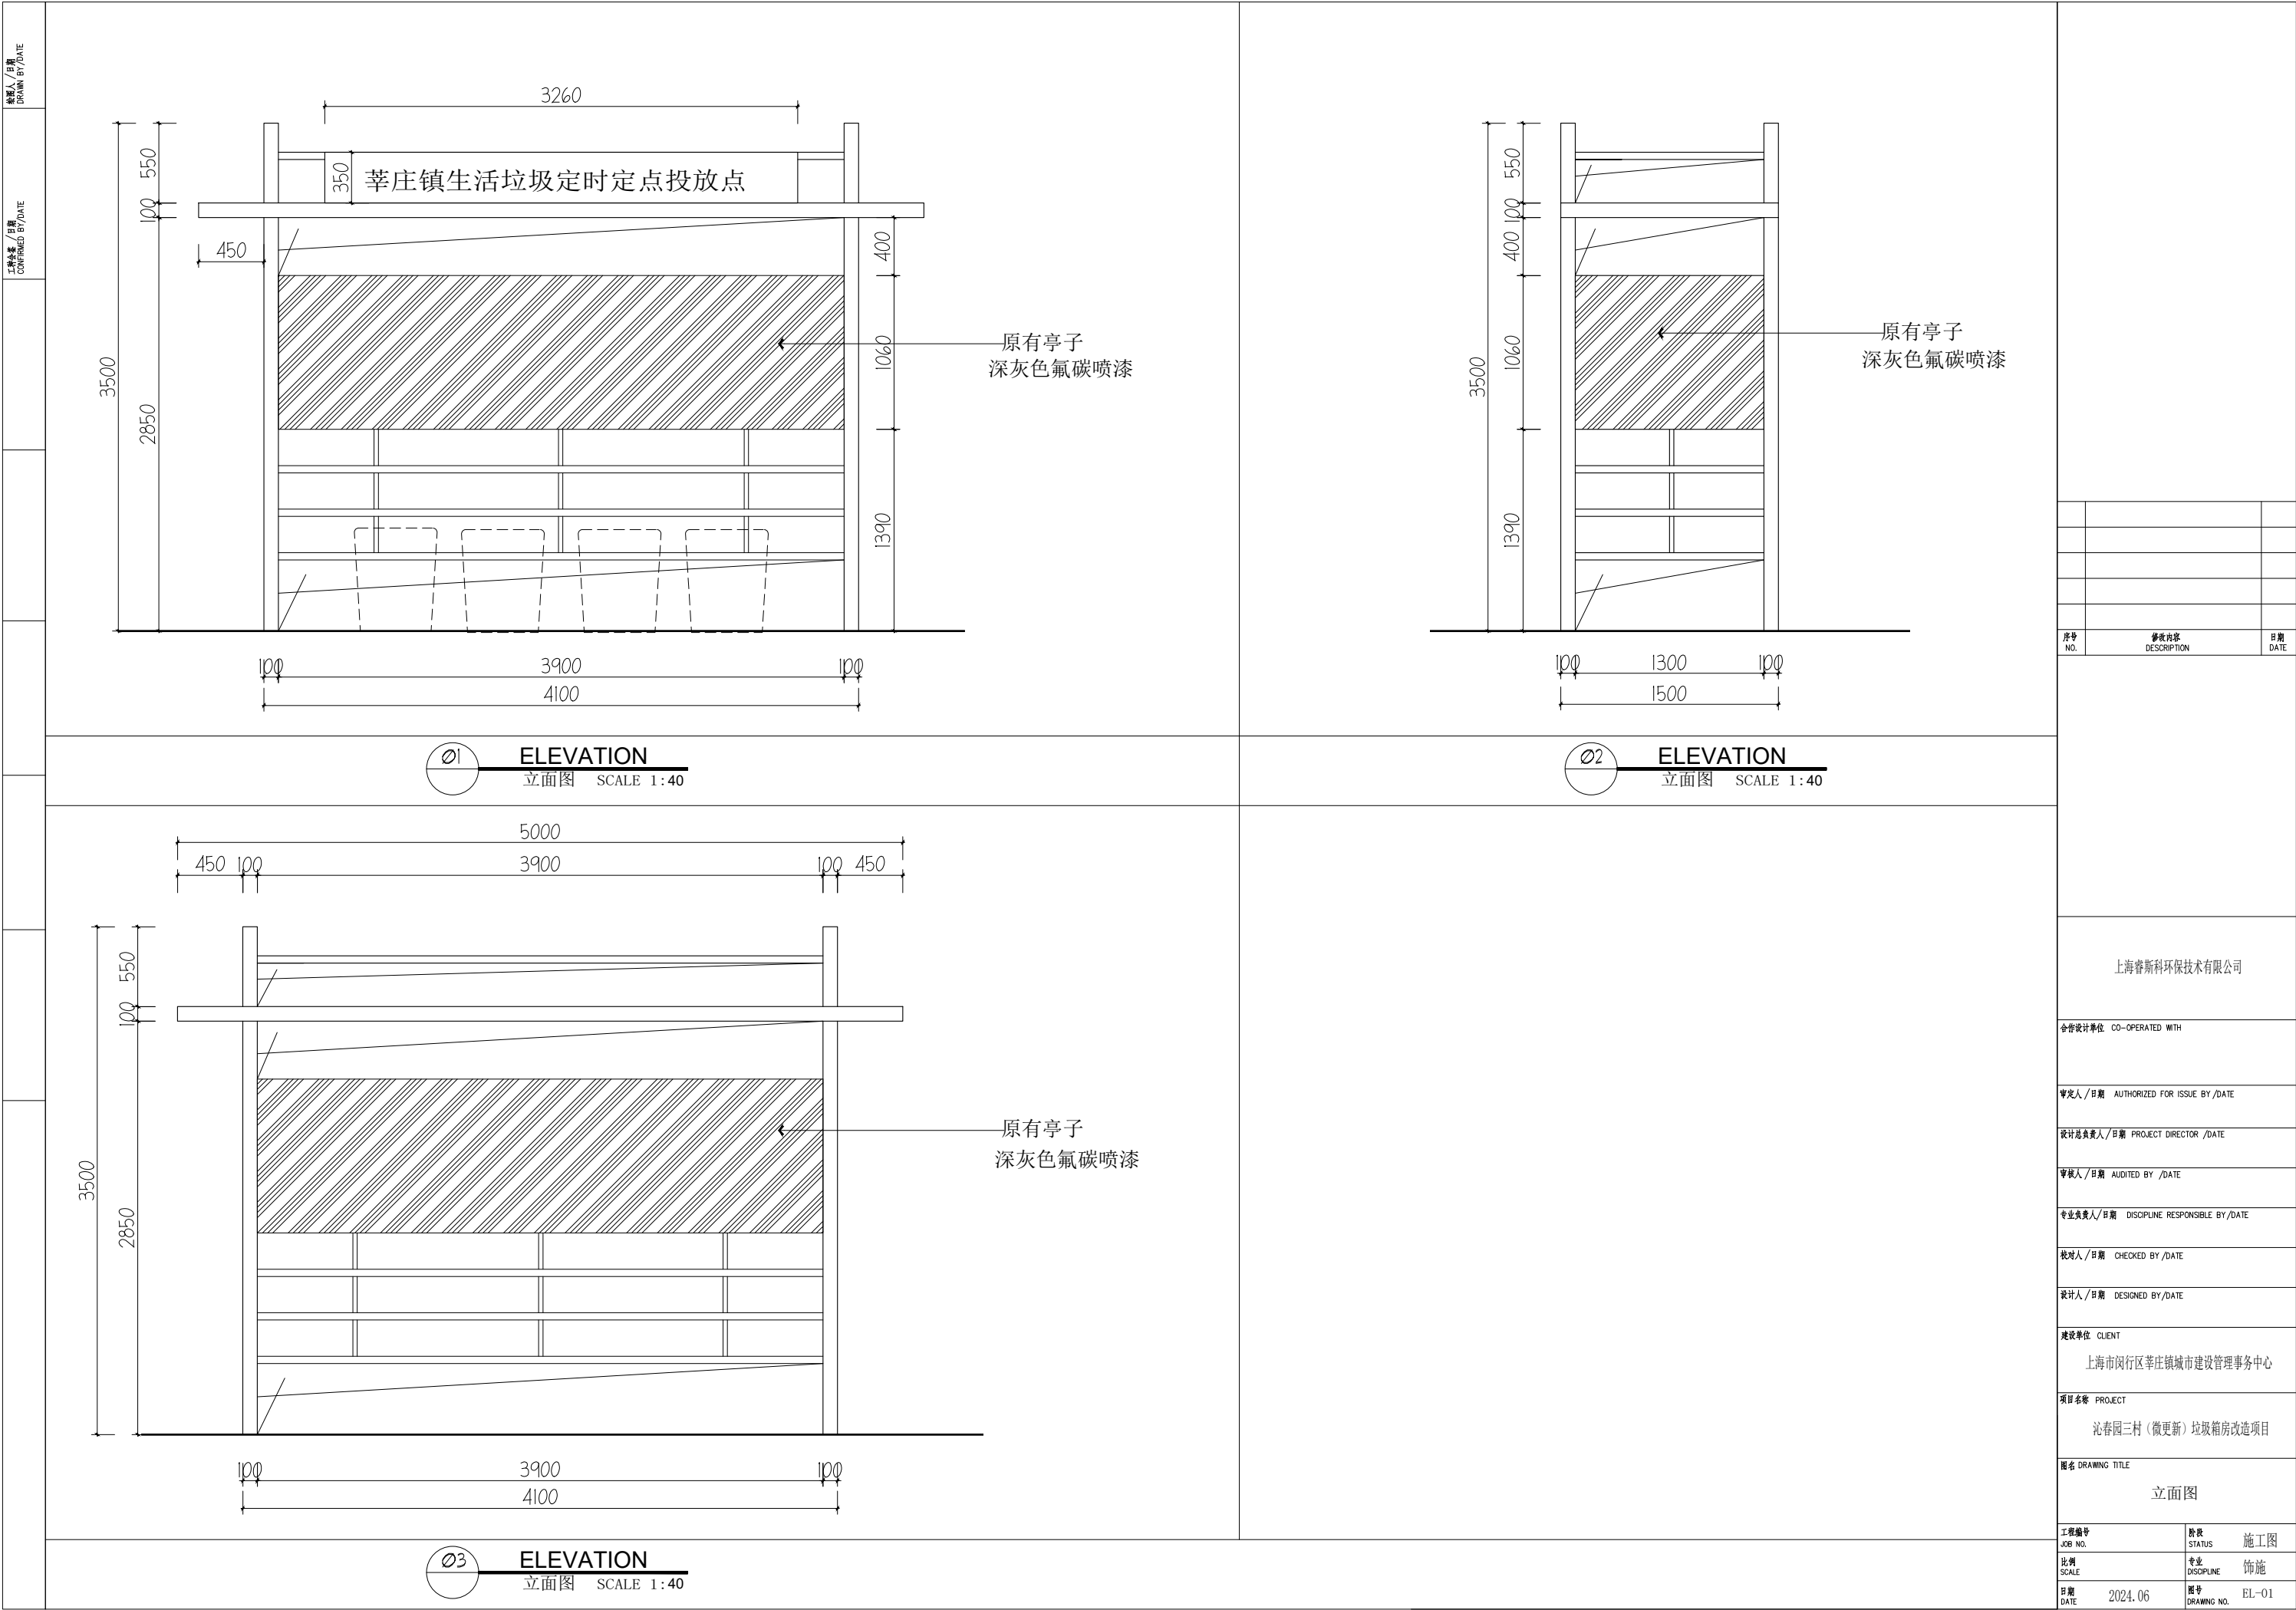 绘图人/日期
DRAWN BY/DATE
工种会签/日期
CONFIRMED BY/DATE
3260
550
350
莘庄镇生活垃圾定时定点投放点
100
450
400
3500
2850
1060
原有亭子
深灰色氟碳喷漆
1390
100
3900
100
4100
01
ELEVATION
立面图 SCALE 1:40
550
100
400
3500
1060
原有亭子
深灰色氟碳喷漆
1390
100
1300
100
1500
02
ELEVATION
立面图 SCALE 1:40
5000
450
100
3900
100
450
550
100
3500
2850
原有亭子
深灰色氟碳喷漆
100
3900
100
4100
03
ELEVATION
立面图 SCALE 1:40
序号 修改内容 日期
NO. DESCRIPTION DATE
上海睿斯科环保技术有限公司
合作设计单位 CO-OPERATED WITH
审定人/日期 AUTHORIZED FOR ISSUE BY/DATE
设计总负责人/日期 PROJECT DIRECTOR /DATE
审核人/日期 AUDITED BY /DATE
专业负责人/日期 DISCIPLINE RESPONSIBLE BY/DATE
校对人/日期 CHECKED BY/DATE
设计人/日期 DESIGNED BY/DATE
建设单位 CLIENT
上海市闵行区莘庄镇城市建设管理事务中心
项目名称 PROJECT
沁春园三村（微更新）垃圾箱房改造项目
图名 DRAWING TITLE
立面图
工程编号
JOB NO.
阶段
STATUS
施工图
比例
SCALE
专业
DISCIPLINE
饰施
日期
DATE
2024.06
图号
DRAWING NO.
EL-01